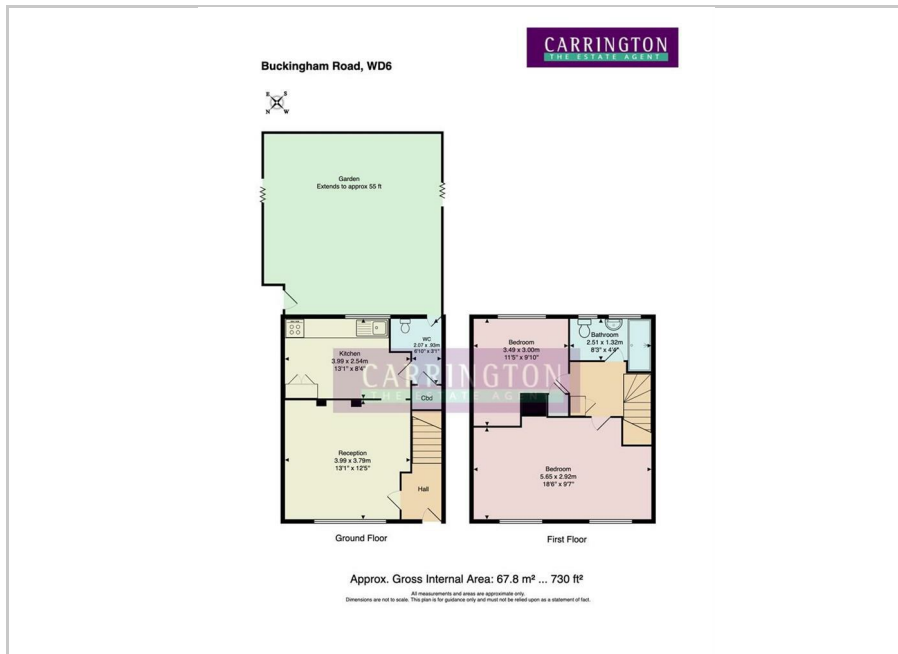 CARRINGTON
THE ESTATE AGENT
Buckingham Road, WD6
E S
N W
Garden
Extends to approx 55 ft
WC
2.07 x .93m
6'10" x 3'1"
Kitchen
3.99 x 2.54m
13'1" x 8'4"
Cbd
Reception
3.99 x 3.79m
13'1" x 12'5"
Hall
Ground Floor
Bedroom
3.49 x 3.00m
11'5" x 9'10"
Bathroom
2.51 x 1.32m
8'3" x 4'4"
Bedroom
5.65 x 2.92m
18'6" x 9'7"
First Floor
CARRINGTON
THE ESTATE AGENT
Approx. Gross Internal Area: 67.8 m² ... 730 ft²
All measurements and areas are approximate only.
Dimensions are not to scale. This plan is for guidance only and must not be relied upon as a statement of fact.